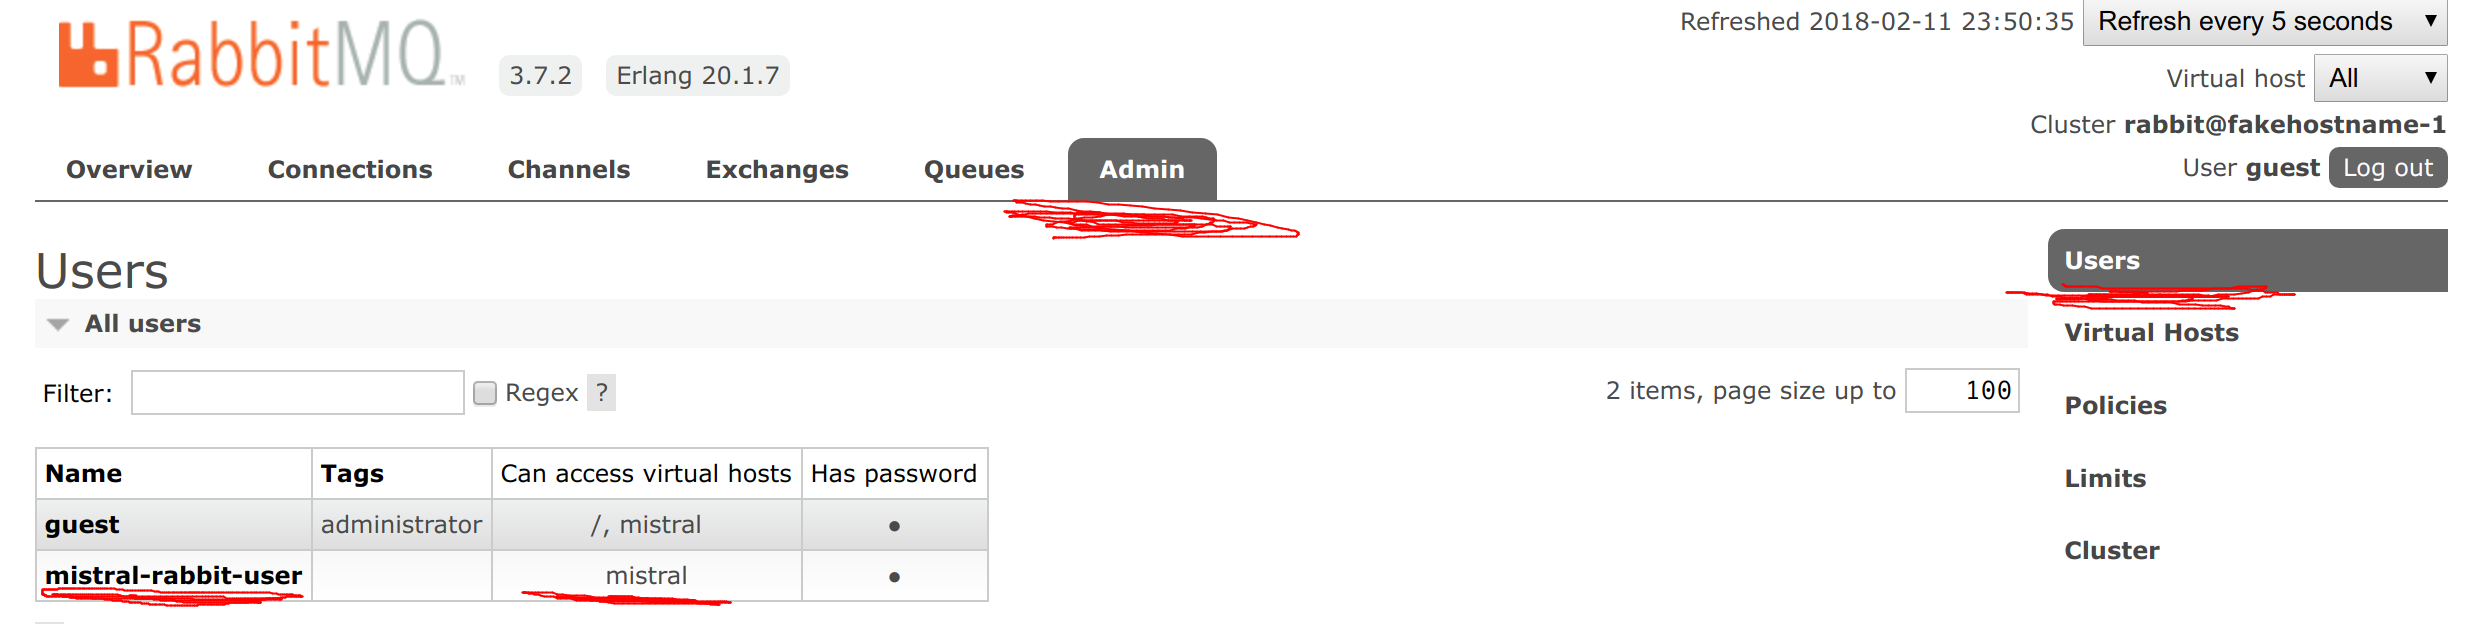 Refreshed 2018-02-11 23:50:35 Refresh every 5 seconds
RabbitMQ TM 3.7.2 Erlang 20.1.7
Virtual host All
Cluster rabbit@fakehostname-1
User guest Log out
Overview Connections Channels Exchanges Queues Admin
Users
All users
Filter: Regex ? 2 items, page size up to 100
Name Tags Can access virtual hosts Has password
guest administrator /, mistral •
mistral-rabbit-user mistral •
Users
Virtual Hosts
Policies
Limits
Cluster